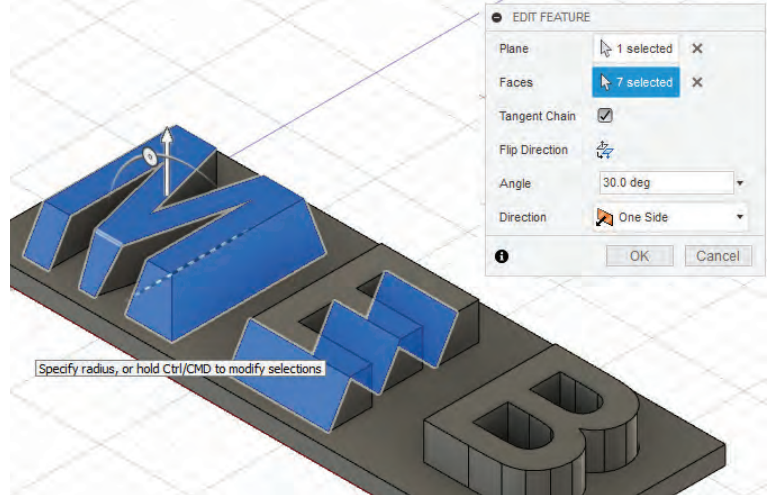 EDIT FEATURE
Plane 1 selected
Faces 7 selected
Tangent Chain
Flip Direction
Angle 30.0 deg
Direction One Side
OK Cancel
Specify radius, or hold Ctrl/CMD to modify selections
M E B